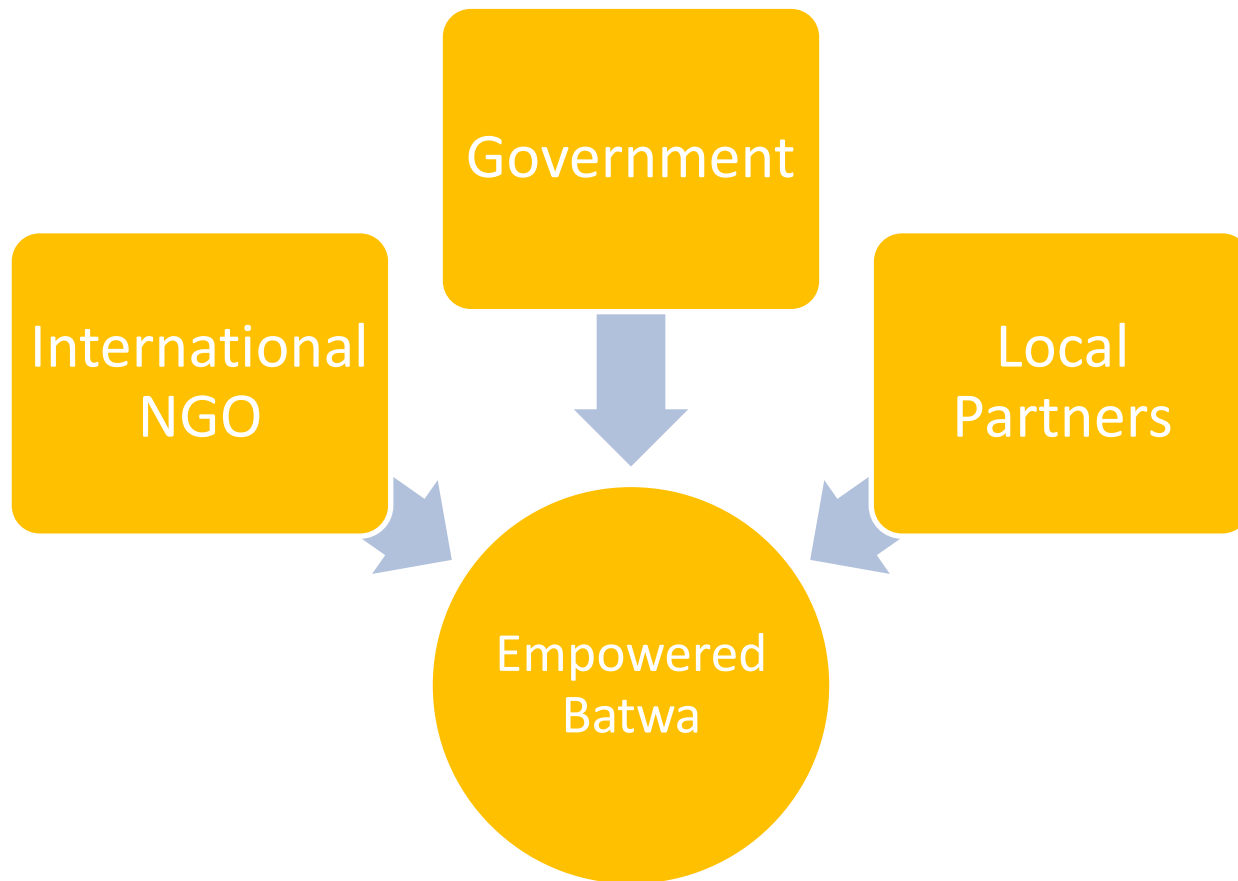 Government
International
NGO
Local
Partners
Empowered
Batwa